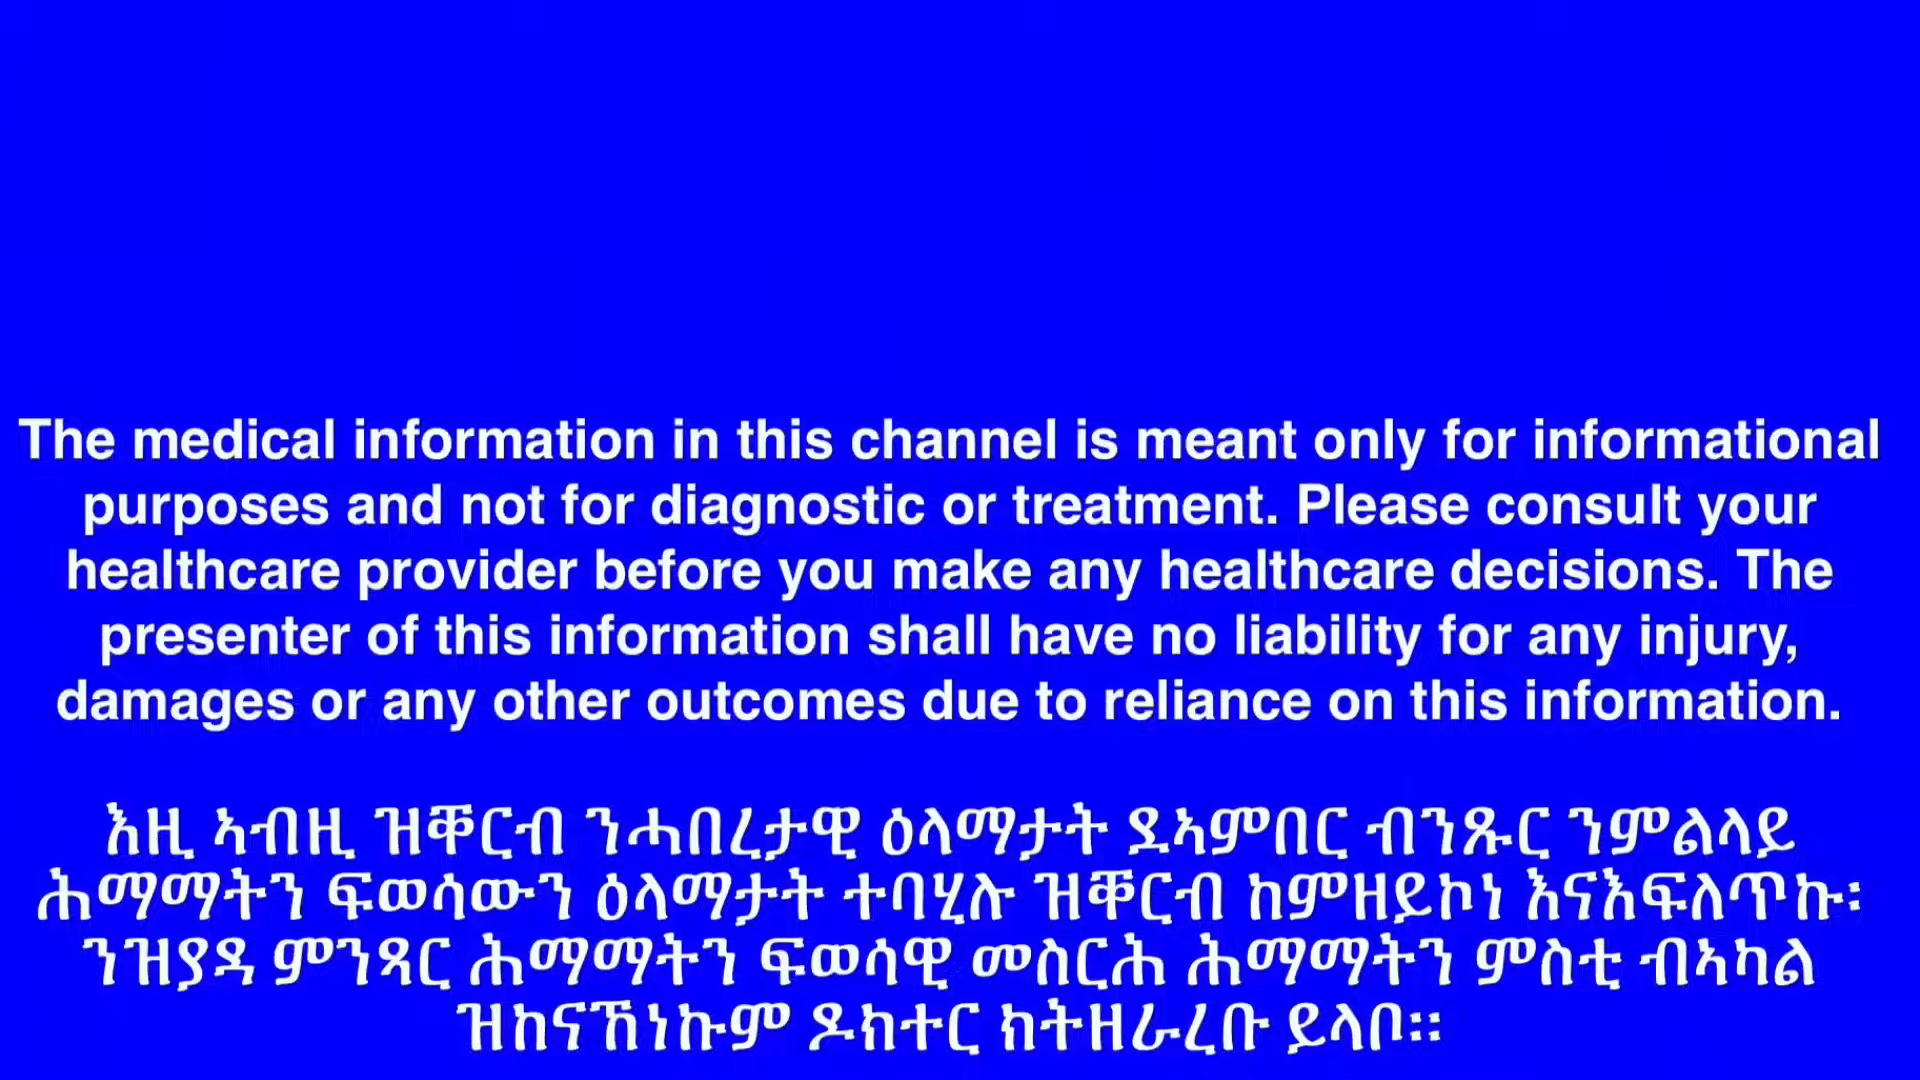 The medical information in this channel is meant only for informational
purposes and not for diagnostic or treatment. Please consult your
healthcare provider before you make any healthcare decisions. The
presenter of this information shall have no liability for any injury,
damages or any other outcomes due to reliance on this information.
እዚ ኣብዚ ዝቐርብ ንሓበረታዊ ዕላማታት ደኣምበር ብንጹር ንምልላይ
ሕማማትን ፍወሳውን ዕላማታት ተባሂሉ ዝቐርብ ከምዘይኮነ እናእፍለጥኩ፡
ንዝያዳ ምንጻር ሕማማትን ፍወሳዊ መስርሕ ሕማማትን ምስቲ ብኣካል
ዝከናኸነኩም ዶክተር ክትዘራረቡ ይላቦ።